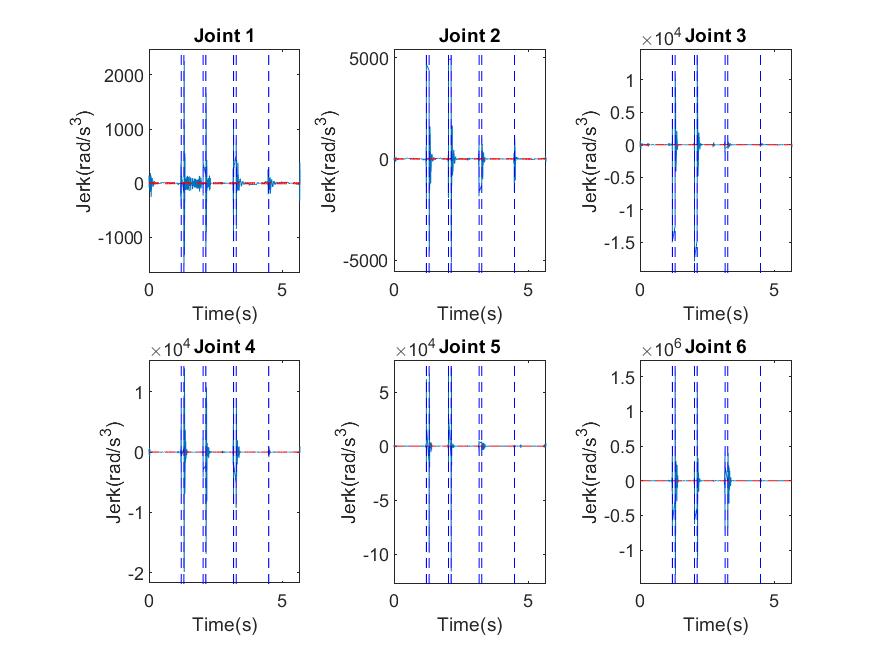 Joint 1
2000
1000
0
-1000
Jerk(rad/s³)
0 5
Time(s)
Joint 2
5000
0
-5000
Jerk(rad/s³)
0 5
Time(s)
×10⁴ Joint 3
1
0.5
0
-0.5
-1
-1.5
Jerk(rad/s³)
0 5
Time(s)
×10⁴ Joint 4
1
0
-1
-2
Jerk(rad/s³)
0 5
Time(s)
×10⁴ Joint 5
5
0
-5
-10
Jerk(rad/s³)
0 5
Time(s)
×10⁶ Joint 6
1.5
1
0.5
0
-0.5
-1
Jerk(rad/s³)
0 5
Time(s)